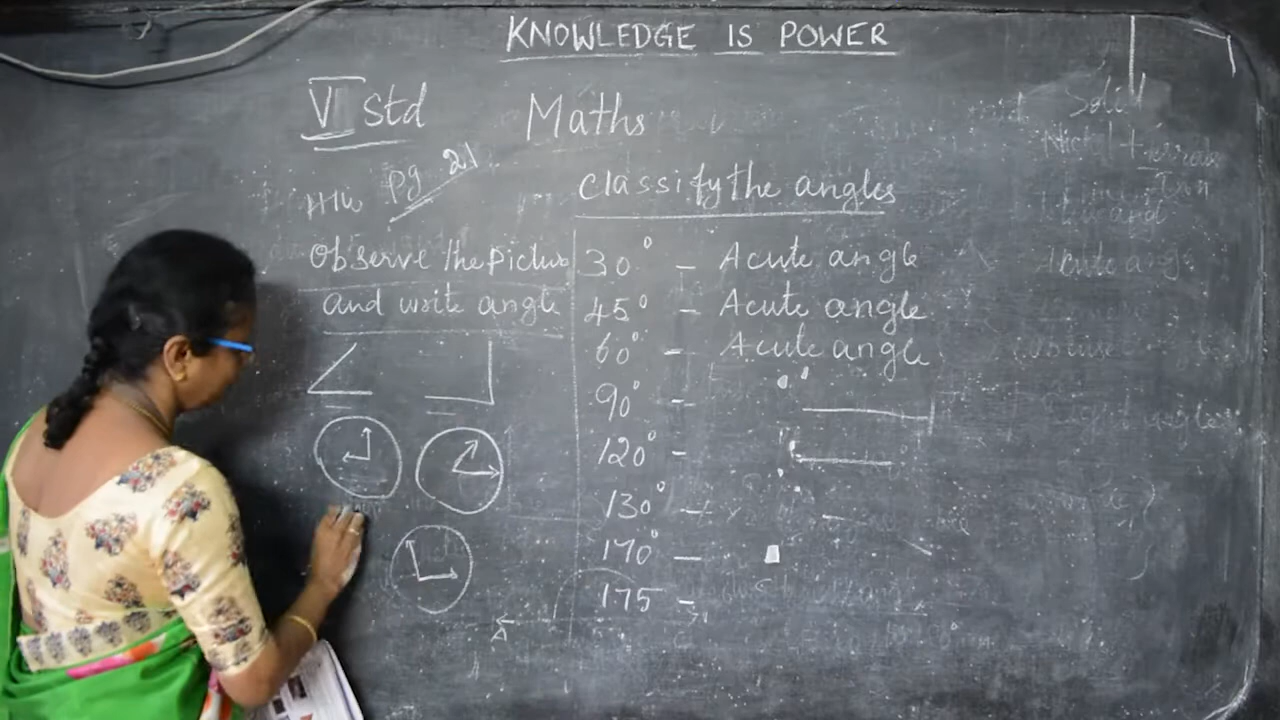 KNOWLEDGE IS POWER
VI Std Maths
H/W pg 21
Observe the Picture
and write angle
Classify the angles
30° - Acute angle
45° - Acute angle
60° - Acute angle
90° -
120° -
130° -
170° -
175 -
A